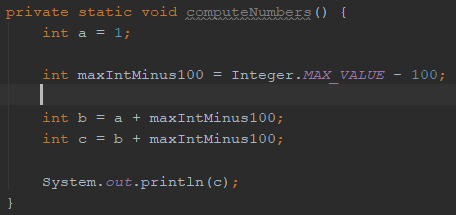 private static void computeNumbers() {
int a = 1;
int maxIntMinus100 = Integer.MAX_VALUE - 100;
int b = a + maxIntMinus100;
int c = b + maxIntMinus100;
System.out.println(c);
}